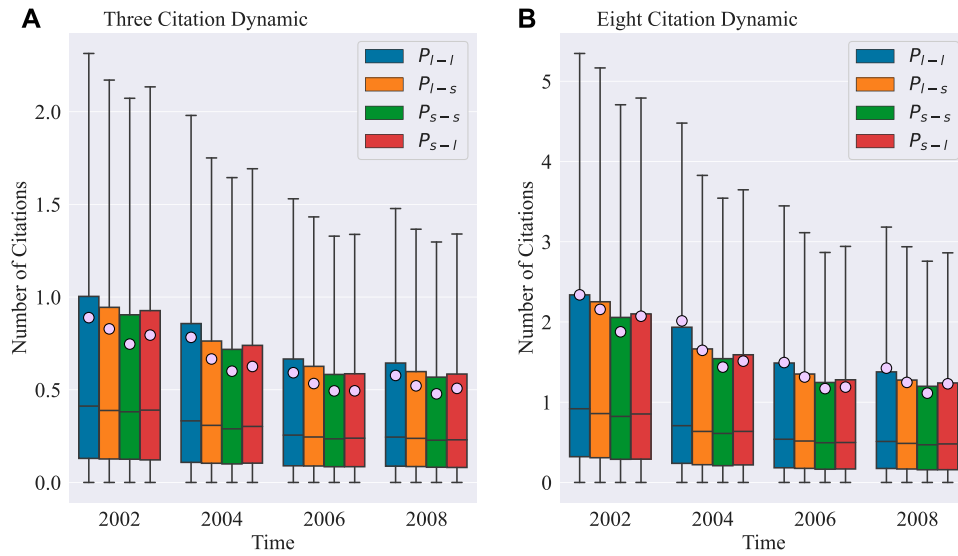 A Three Citation Dynamic
Number of Citations
2.0
1.5
1.0
0.5
0.0
P_{l-l}
P_{l-s}
P_{s-s}
P_{s-l}
2002 2004 2006 2008
Time
B Eight Citation Dynamic
Number of Citations
5
4
3
2
1
0
P_{l-l}
P_{l-s}
P_{s-s}
P_{s-l}
2002 2004 2006 2008
Time